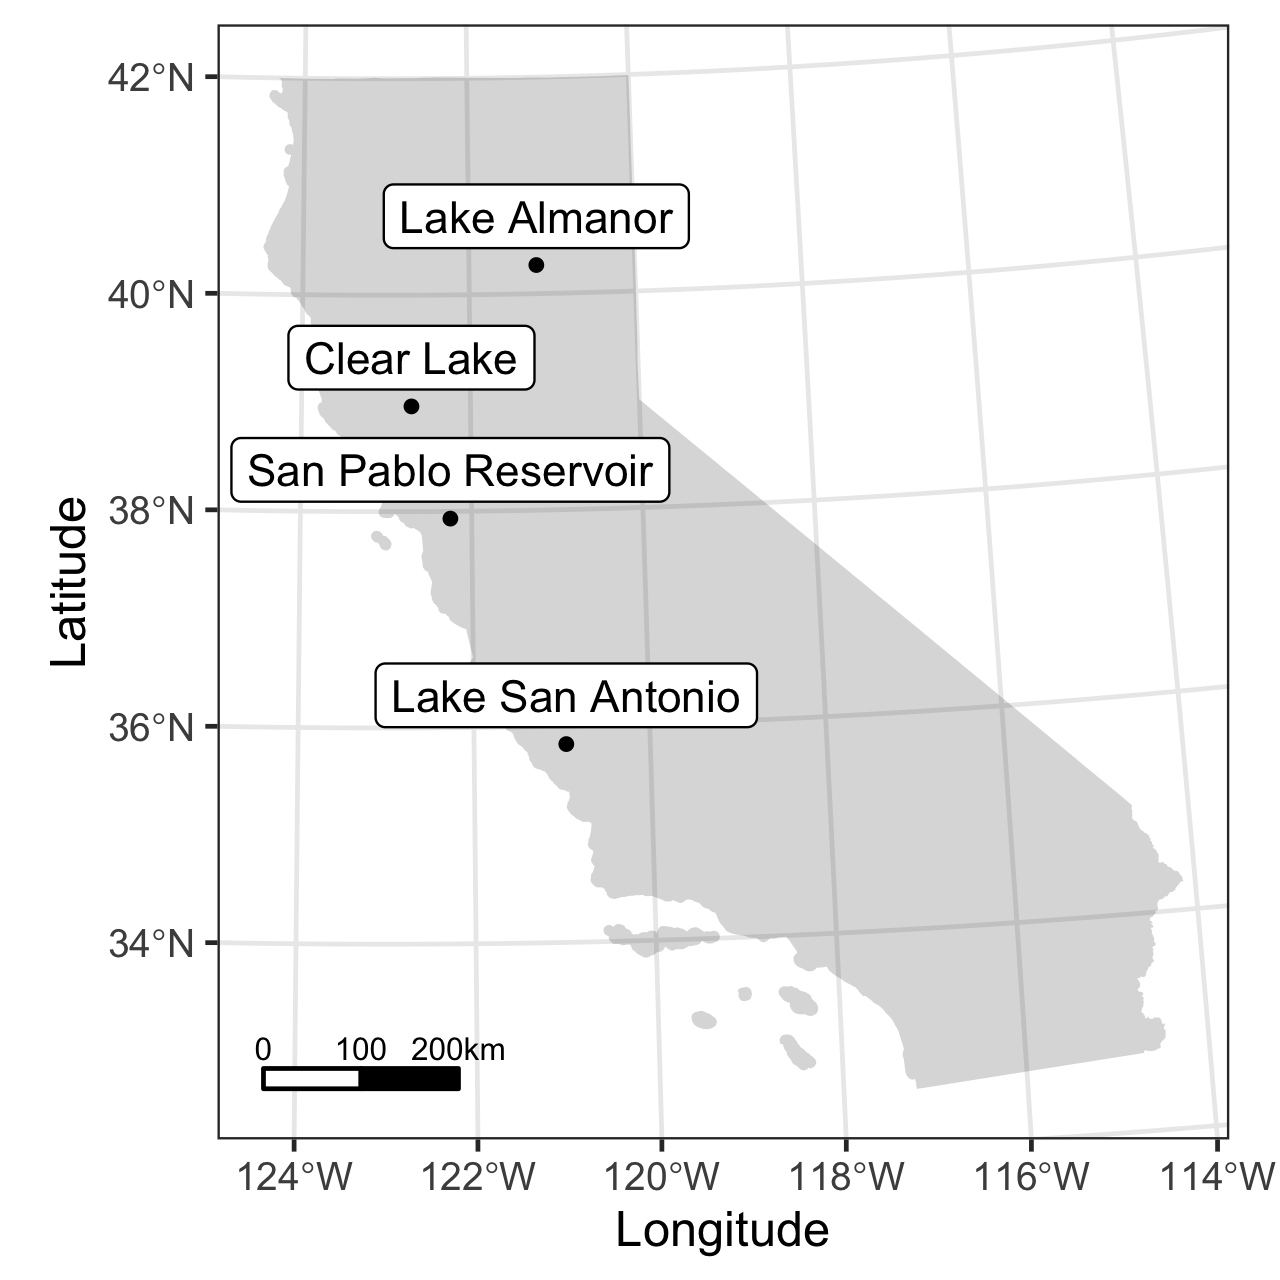 42°N
Lake Almanor
40°N
Clear Lake
San Pablo Reservoir
38°N
Lake San Antonio
36°N
34°N
0 100 200km
124°W 122°W 120°W 118°W 116°W 114°W
Longitude
Latitude